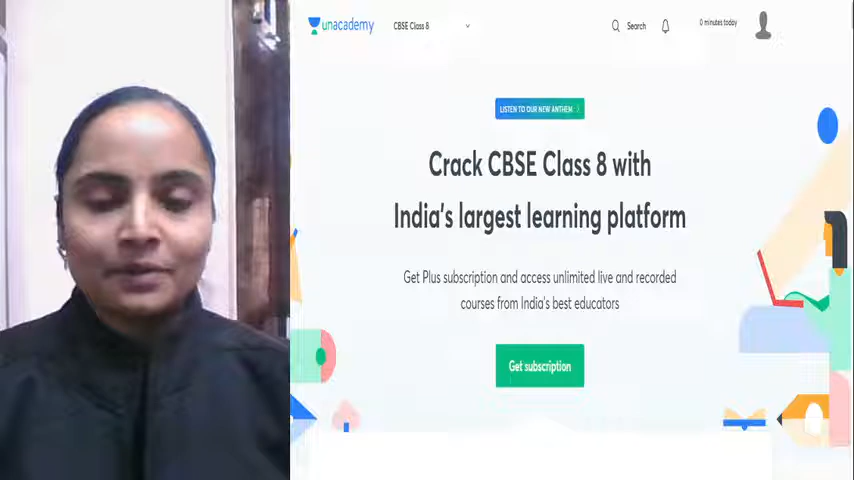 unacademy
CBSE Class 8
Search
0 minutes today
LISTEN TO OUR NEW ANTHEM
Crack CBSE Class 8 with
India's largest learning platform
Get Plus subscription and access unlimited live and recorded
courses from India's best educators
Get subscription